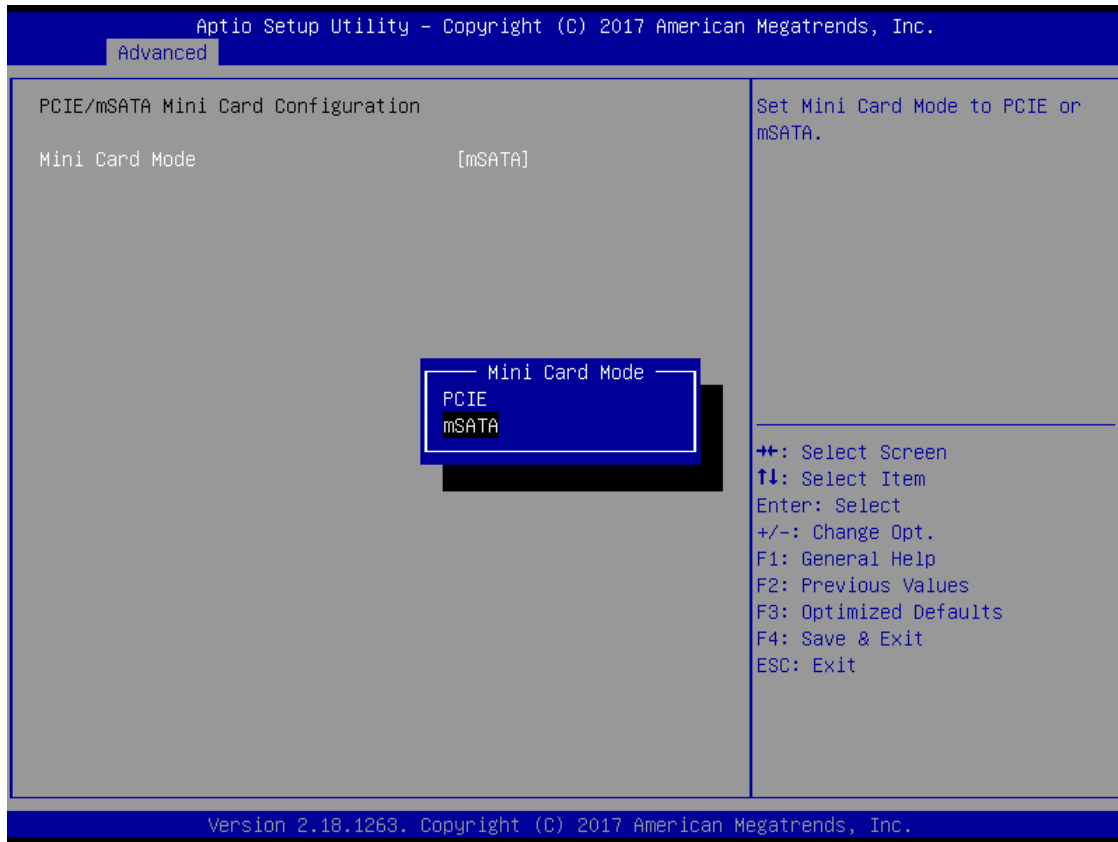 Aptio Setup Utility – Copyright (C) 2017 American Megatrends, Inc.
Advanced
PCIE/mSATA Mini Card Configuration
Mini Card Mode [mSATA]
Mini Card Mode
PCIE
mSATA
Set Mini Card Mode to PCIE or
mSATA.
→←: Select Screen
↑↓: Select Item
Enter: Select
+/-: Change Opt.
F1: General Help
F2: Previous Values
F3: Optimized Defaults
F4: Save & Exit
ESC: Exit
Version 2.18.1263. Copyright (C) 2017 American Megatrends, Inc.